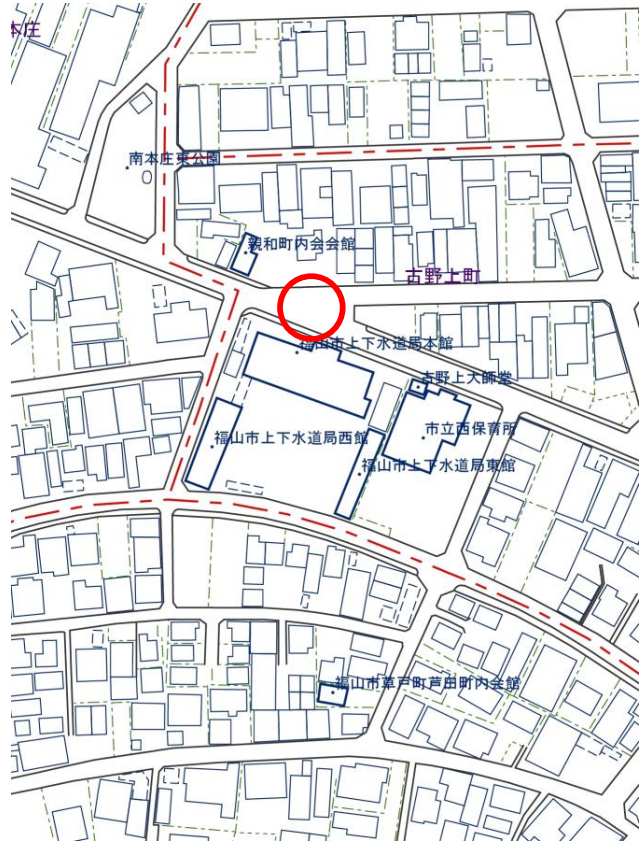 本庄
南本庄東公園
親和町内会会館
古野上町
福山市上下水道局本館
古野上大師堂
市立西保育所
福山市上下水道局西館
福山市上下水道局東館
福山市草戸町芦田町内会館